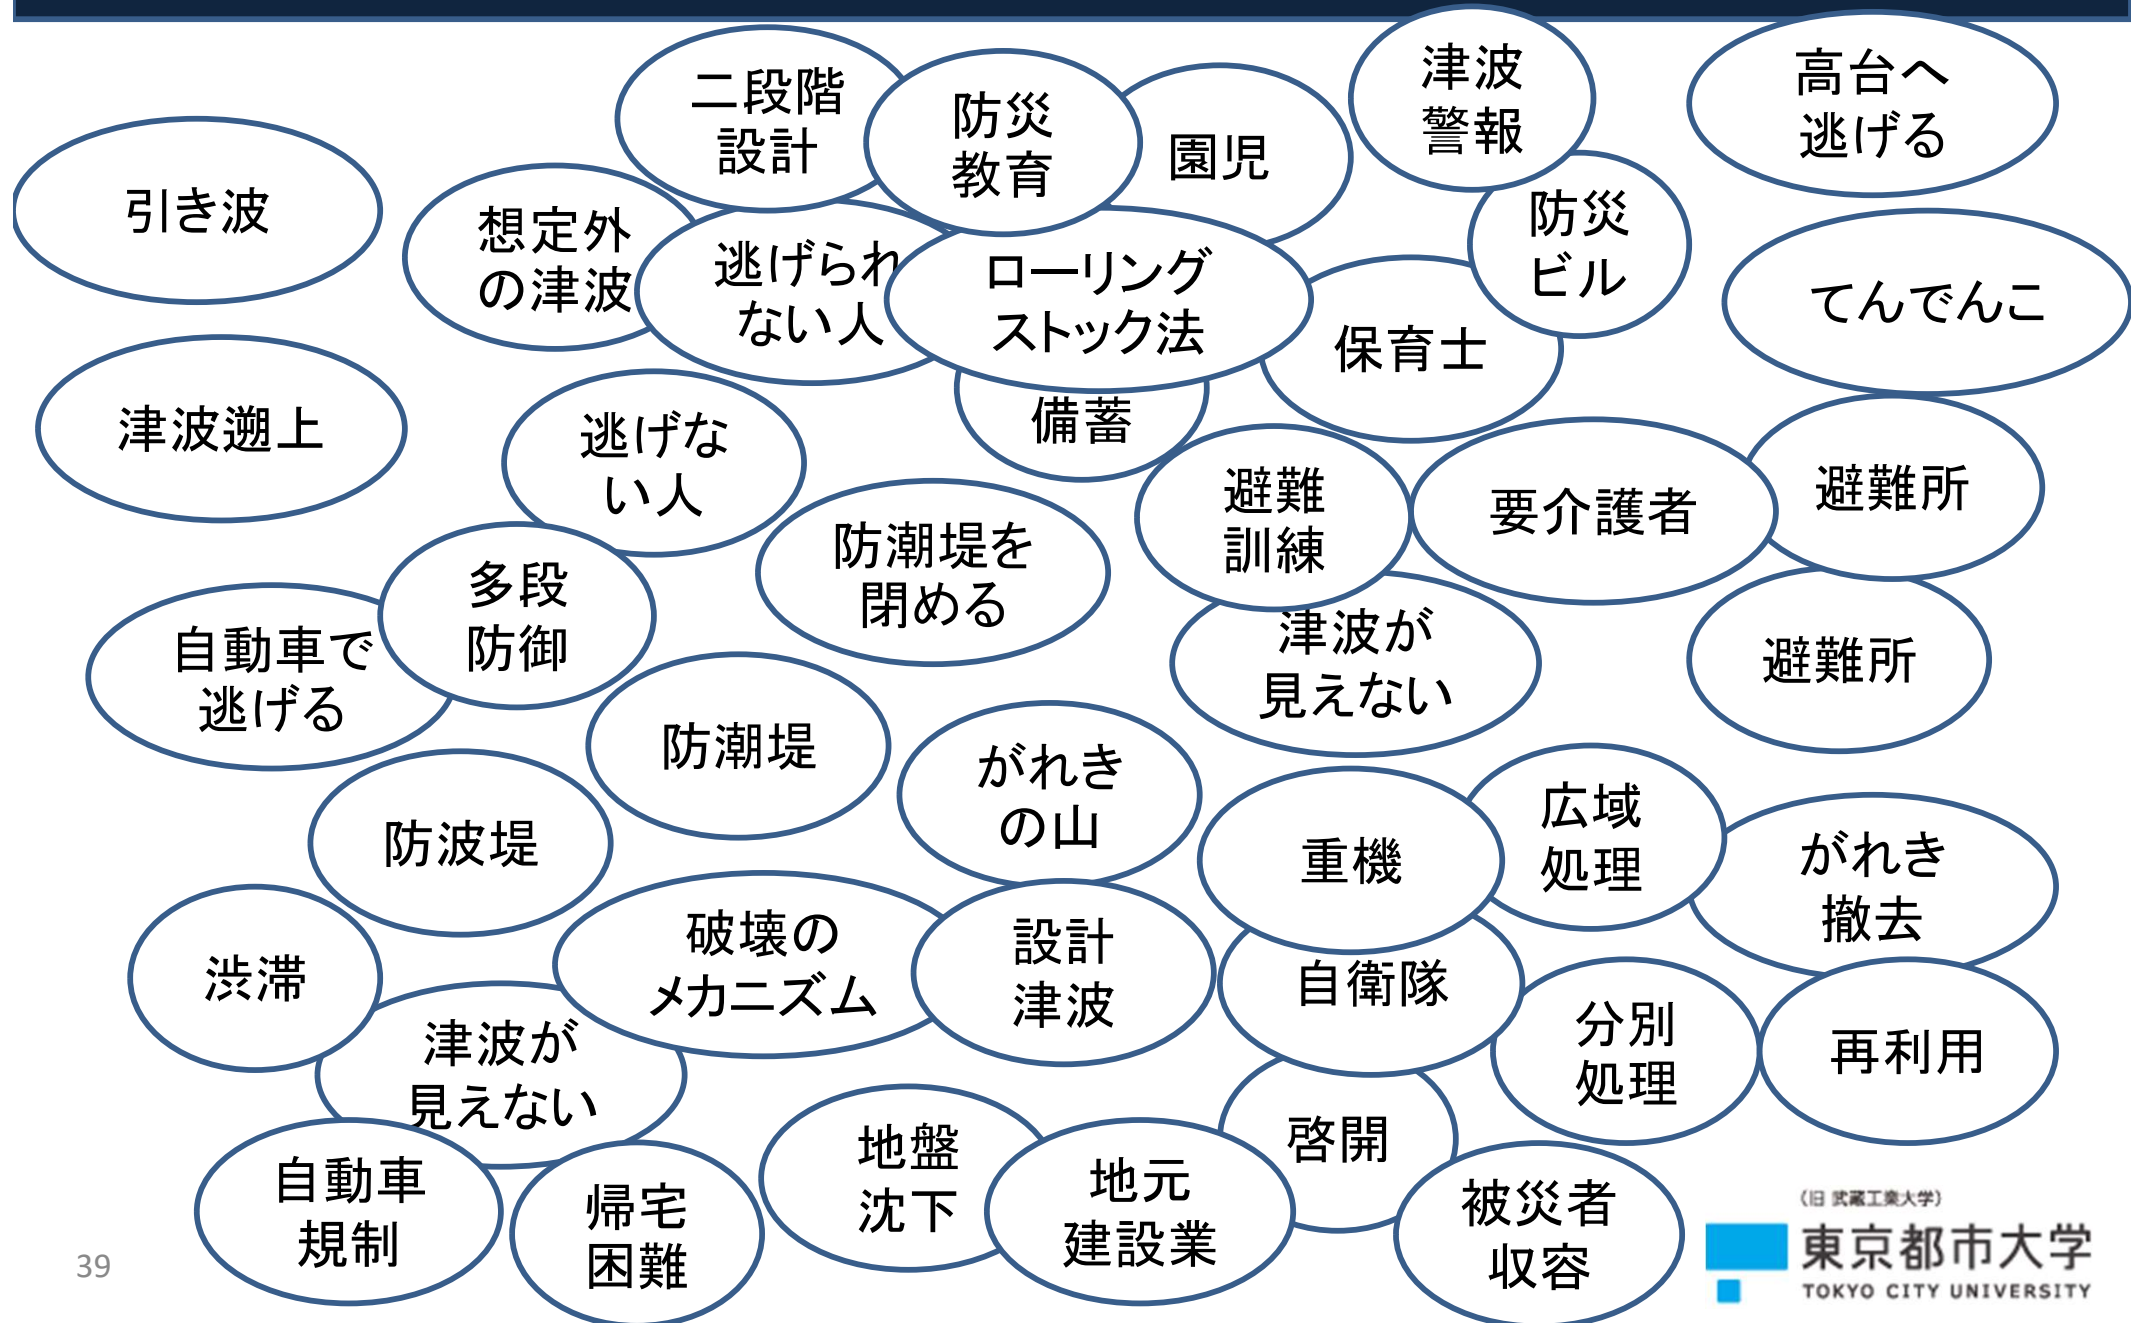 二段階
設計
防災
教育
園児
津波
警報
高台へ
逃げる
引き波
想定外
の津波
逃げられ
ない人
ローリング
ストック法
防災
ビル
てんでんこ
保育士
津波遡上
逃げな
い人
備蓄
避難
訓練
要介護者
避難所
防潮堤を
閉める
多段
防御
自動車で
逃げる
津波が
見えない
避難所
防潮堤
がれき
の山
防波堤
重機
広域
処理
がれき
撤去
渋滞
破壊の
メカニズム
設計
津波
自衛隊
分別
処理
再利用
津波が
見えない
地盤
沈下
啓開
自動車
規制
帰宅
困難
地元
建設業
被災者
収容
（旧 武蔵工業大学）
東京都市大学
TOKYO CITY UNIVERSITY
39